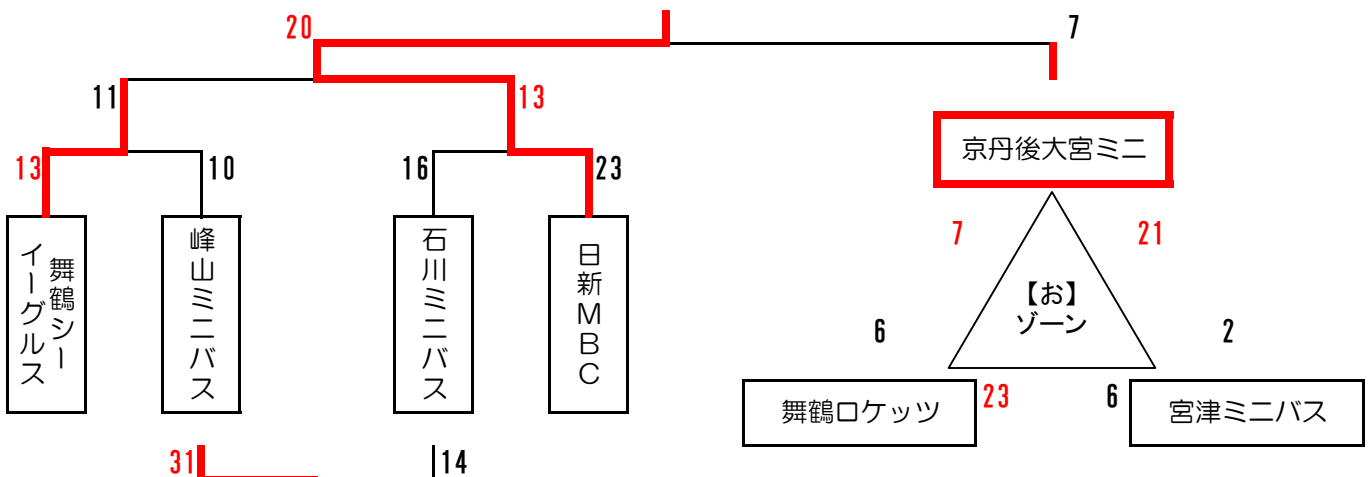 20
7
11
13
京丹後大宮ミニ
13
10
16
23
7
21
舞鶴シー
イーグルス
峰山ミニバス
石川ミニバス
日新ＭＢＣ
【お】
ゾーン
6
2
舞鶴ロケッツ
23
6
宮津ミニバス
31
14